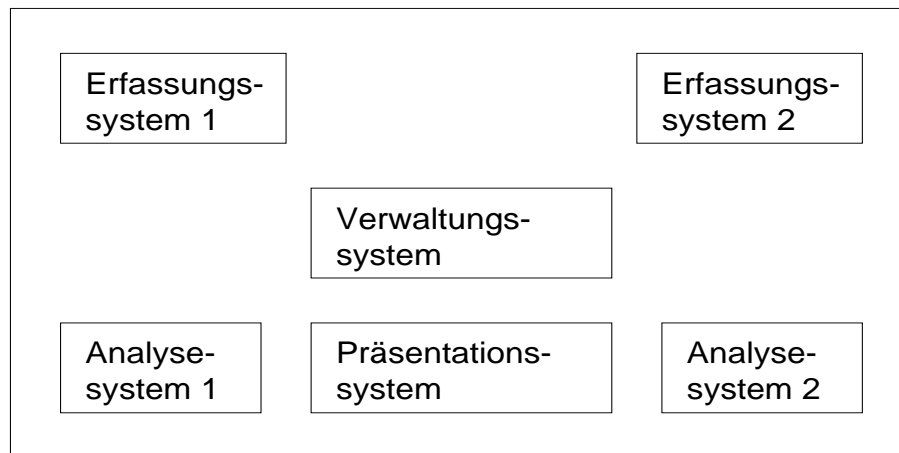 Erfassungs-
system 1
Erfassungs-
system 2
Verwaltungs-
system
Analyse-
system 1
Präsentations-
system
Analyse-
system 2